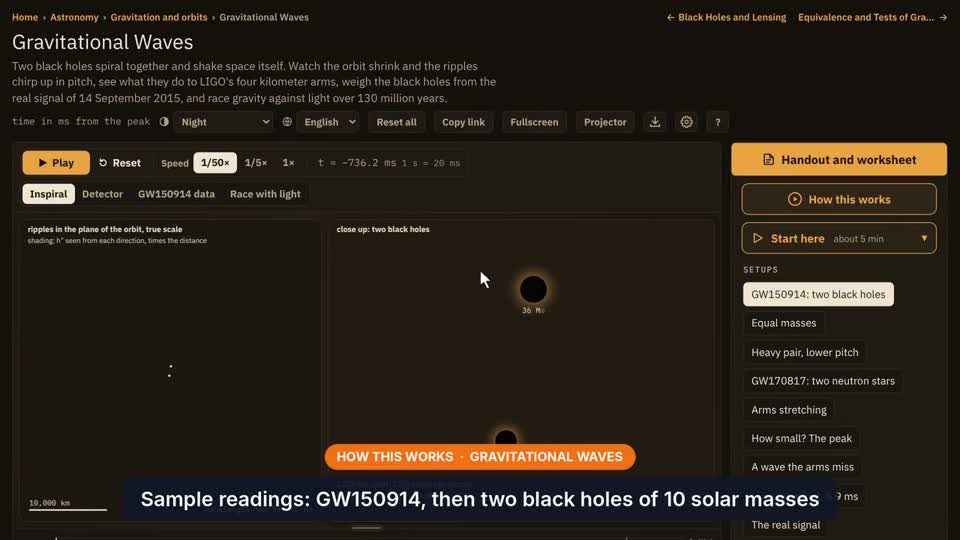 Home › Astronomy › Gravitation and orbits › Gravitational Waves
← Black Holes and Lensing Equivalence and Tests of Gra... →
Gravitational Waves
Two black holes spiral together and shake space itself. Watch the orbit shrink and the ripples
chirp up in pitch, see what they do to LIGO's four kilometer arms, weigh the black holes from the
real signal of 14 September 2015, and race gravity against light over 130 million years.
time in ms from the peak Night English Reset all Copy link Fullscreen Projector ?
Play Reset Speed 1/50× 1/5× 1× t = −736.2 ms 1 s = 20 ms
Inspiral Detector GW150914 data Race with light
ripples in the plane of the orbit, true scale
shading: h⁺ seen from each direction, times the distance
10,000 km
close up: two black holes
36 M☉
HOW THIS WORKS · GRAVITATIONAL WAVES
Sample readings: GW150914, then two black holes of 10 solar masses
Handout and worksheet
How this works
Start here about 5 min
SETUPS
GW150914: two black holes
Equal masses
Heavy pair, lower pitch
GW170817: two neutron stars
Arms stretching
How small? The peak
A wave the arms miss
9 ms
The real signal